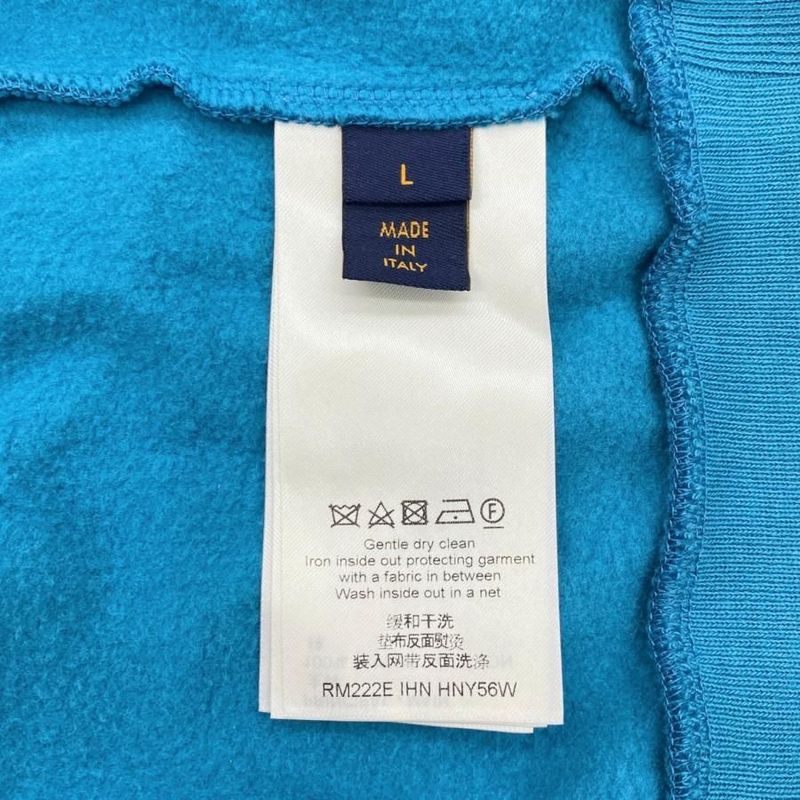 L
MADE
IN
ITALY
F
Gentle dry clean
Iron inside out protecting garment
with a fabric in between
Wash inside out in a net
缓和干洗
垫布反面熨烫
装入网带反面洗涤
RM222E IHN HNY56W